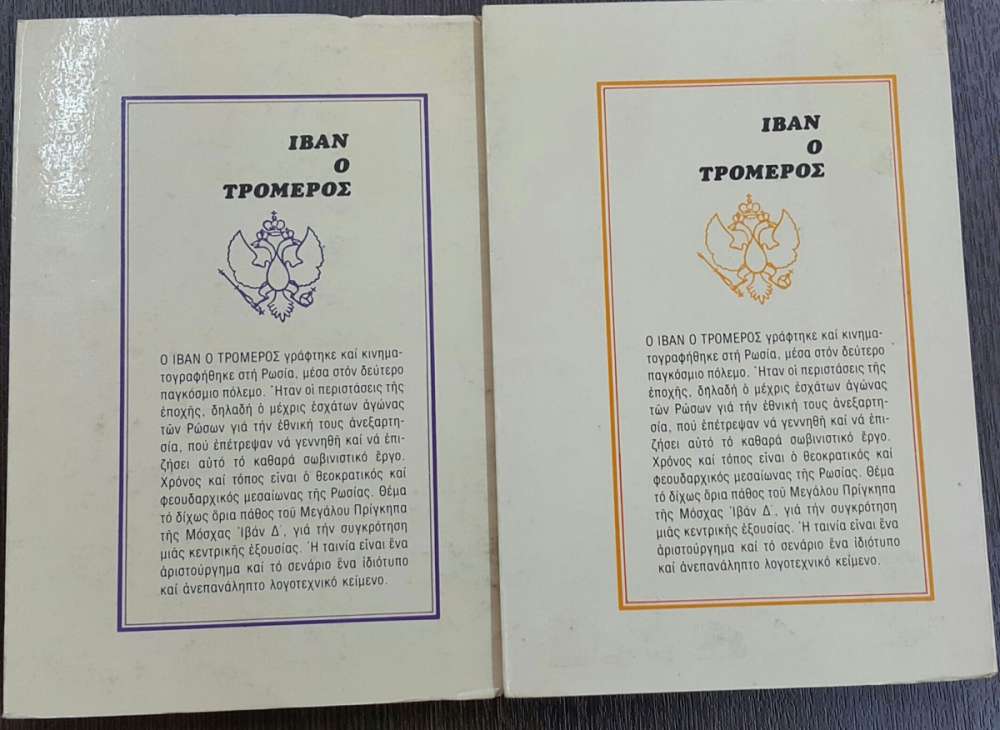 ΙΒΑΝ
Ο
ΤΡΟΜΕΡΟΣ
Ο ΙΒΑΝ Ο ΤΡΟΜΕΡΟΣ γράφτηκε καί κινημα-
τογραφήθηκε στή Ρωσία, μέσα στόν δεύτερο
παγκόσμιο πόλεμο. Ἦταν οἱ περιστάσεις τῆς
ἐποχῆς, δηλαδή ὁ μέχρις ἐσχάτων ἀγώνας
τῶν Ρώσων γιά τήν ἐθνική τους ἀνεξαρτη-
σία, πού ἐπέτρεψαν νά γεννηθῆ καί νά ἐπι-
ζήσει αὐτό τό καθαρά σωβινιστικό ἔργο.
Χρόνος καί τόπος εἶναι ὁ θεοκρατικός καί
φεουδαρχικός μεσαίωνας τῆς Ρωσίας. Θέμα
τό δίχως ὅρια πάθος τοῦ Μεγάλου Πρίγκηπα
τῆς Μόσχας Ἰβάν Δ΄, γιά τήν συγκρότηση
μιᾶς κεντρικῆς ἐξουσίας. Ἡ ταινία εἶναι ἕνα
ἀριστούργημα καί τό σενάριο ἕνα ἰδιότυπο
καί ἀνεπανάληπτο λογοτεχνικό κείμενο.
ΙΒΑΝ
Ο
ΤΡΟΜΕΡΟΣ
Ο ΙΒΑΝ Ο ΤΡΟΜΕΡΟΣ γράφτηκε καί κινημα-
τογραφήθηκε στή Ρωσία, μέσα στόν δεύτερο
παγκόσμιο πόλεμο. Ἦταν οἱ περιστάσεις τῆς
ἐποχῆς, δηλαδή ὁ μέχρις ἐσχάτων ἀγώνας
τῶν Ρώσων γιά τήν ἐθνική τους ἀνεξαρτη-
σία, πού ἐπέτρεψαν νά γεννηθῆ καί νά ἐπι-
ζήσει αὐτό τό καθαρά σωβινιστικό ἔργο.
Χρόνος καί τόπος εἶναι ὁ θεοκρατικός καί
φεουδαρχικός μεσαίωνας τῆς Ρωσίας. Θέμα
τό δίχως ὅρια πάθος τοῦ Μεγάλου Πρίγκηπα
τῆς Μόσχας Ἰβάν Δ΄, γιά τήν συγκρότηση
μιᾶς κεντρικῆς ἐξουσίας. Ἡ ταινία εἶναι ἕνα
ἀριστούργημα καί τό σενάριο ἕνα ἰδιότυπο
καί ἀνεπανάληπτο λογοτεχνικό κείμενο.